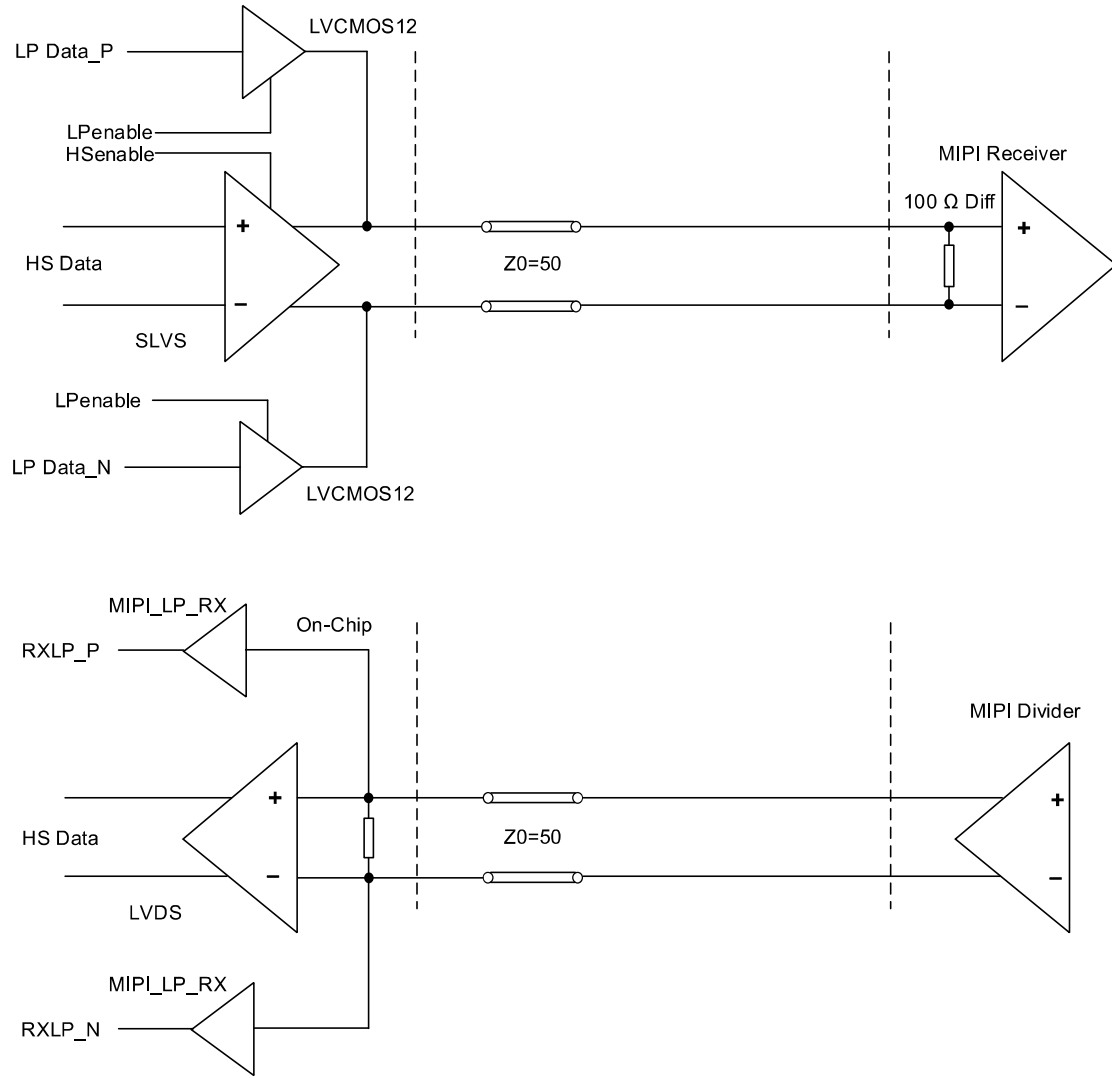 LVCMOS12
LP Data_P
LPenable
HSenable
MIPI Receiver
100 Ω Diff
+
+
HS Data
Z0=50
−
−
SLVS
LPenable
LP Data_N
LVCMOS12
MIPI_LP_RX
On-Chip
RXLP_P
MIPI Divider
+
+
HS Data
Z0=50
−
−
LVDS
MIPI_LP_RX
RXLP_N